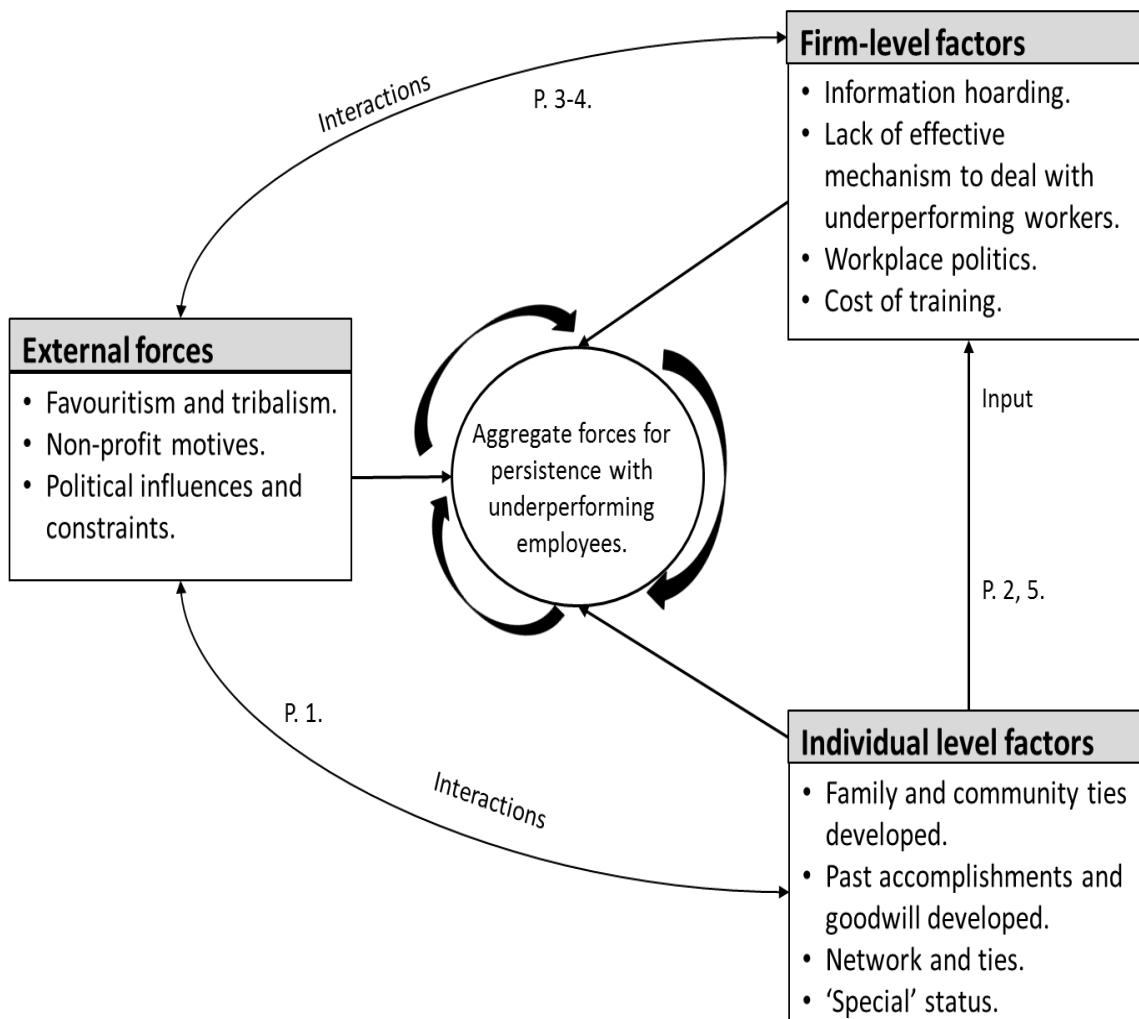 Firm-level factors
• Information hoarding.
• Lack of effective
mechanism to deal with
underperforming workers.
• Workplace politics.
• Cost of training.
Interactions
P. 3-4.
External forces
• Favouritism and tribalism.
• Non-profit motives.
• Political influences and
constraints.
Aggregate forces for
persistence with
underperforming
employees.
Input
P. 2, 5.
P. 1.
Interactions
Individual level factors
• Family and community ties
developed.
• Past accomplishments and
goodwill developed.
• Network and ties.
• ‘Special’ status.